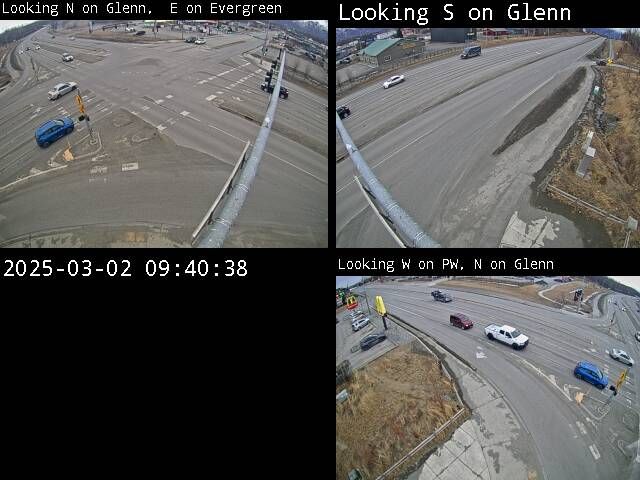 Looking N on Glenn,  E on Evergreen
Looking S on Glenn
2025-03-02 09:40:38
Looking W on PW, N on Glenn